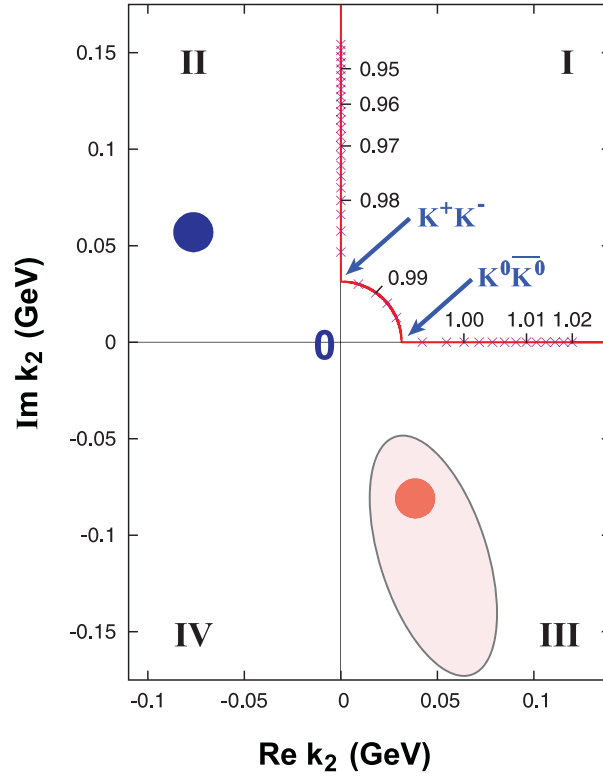 0.15
II
I
0.95
0.96
0.1
0.97
0.98
K⁺K⁻
0.05
K⁰K̅⁰
0.99
1.00 1.01 1.02
0
0
-0.05
-0.1
-0.15
IV
III
-0.1 -0.05 0 0.05 0.1
Im k₂ (GeV)
Re k₂ (GeV)